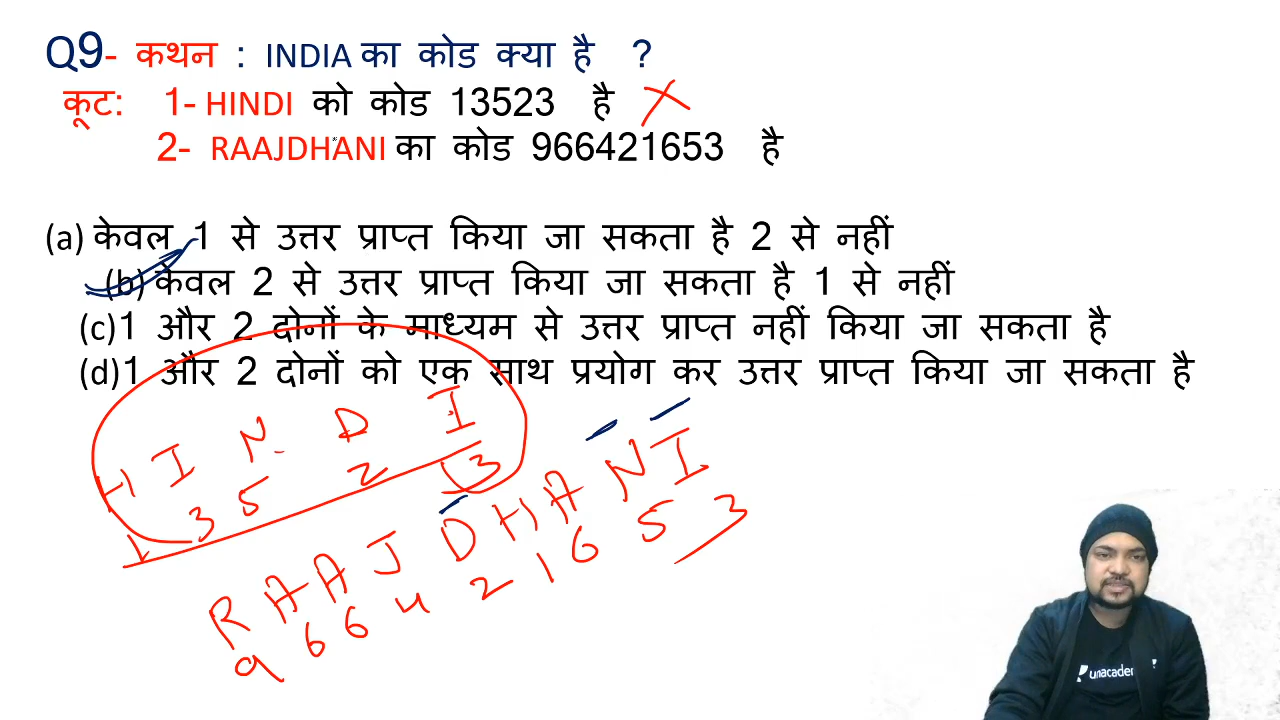 Q9- कथन : INDIA का कोड क्या है ?
कूट: 1- HINDI को कोड 13523 है
2- RAAJDHANI का कोड 966421653 है
(a) केवल 1 से उत्तर प्राप्त किया जा सकता है 2 से नहीं
(b) केवल 2 से उत्तर प्राप्त किया जा सकता है 1 से नहीं
(c)1 और 2 दोनों के माध्यम से उत्तर प्राप्त नहीं किया जा सकता है
(d)1 और 2 दोनों को एक साथ प्रयोग कर उत्तर प्राप्त किया जा सकता है
H I N D I
1 3 5 2 3
R A A J D H A N I
9 6 6 4 2 1 6 5 3
unacadem